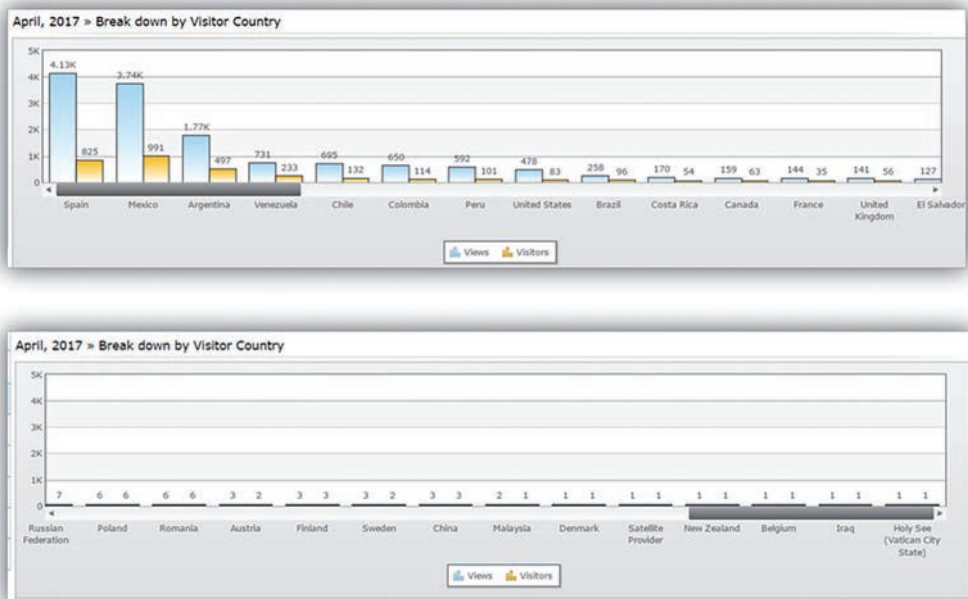 April, 2017 » Break down by Visitor Country
5K
4K
3K
2K
1K
0
4.13K 825 3.74K 991 1.77K 497 731 233 695 132 650 114 592 101 478 83 258 96 170 54 159 63 144 35 141 56 127
Spain Mexico Argentina Venezuela Chile Colombia Peru United States Brazil Costa Rica Canada France United Kingdom El Salvador
Views Visitors
April, 2017 » Break down by Visitor Country
5K
4K
3K
2K
1K
0
7 6 6 6 6 3 2 3 3 3 2 3 3 2 1 1 1 1 1 1 1 1 1 1 1 1 1
Russian Federation Poland Romania Austria Finland Sweden China Malaysia Denmark Satellite Provider New Zealand Belgium Iraq Holy See (Vatican City State)
Views Visitors